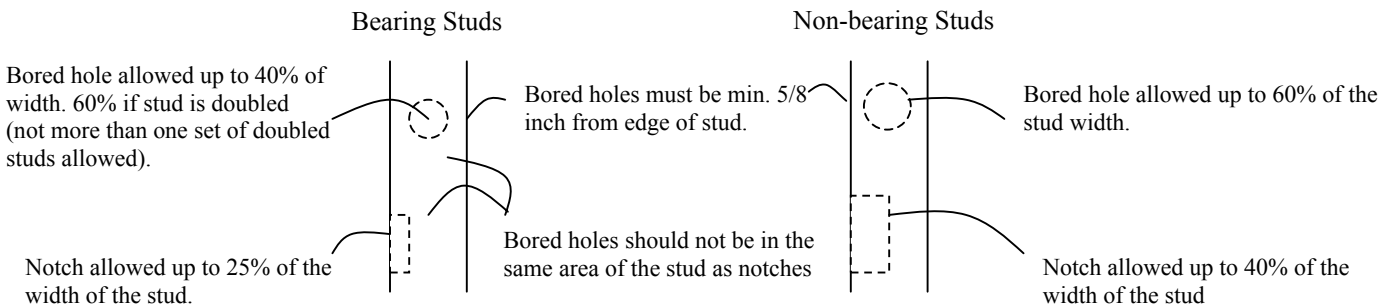 Bearing Studs
Non-bearing Studs
Bored hole allowed up to 40% of
width. 60% if stud is doubled
(not more than one set of doubled
studs allowed).
Bored holes must be min. 5/8
inch from edge of stud.
Bored hole allowed up to 60% of the
stud width.
Notch allowed up to 25% of the
width of the stud.
Bored holes should not be in the
same area of the stud as notches
Notch allowed up to 40% of the
width of the stud